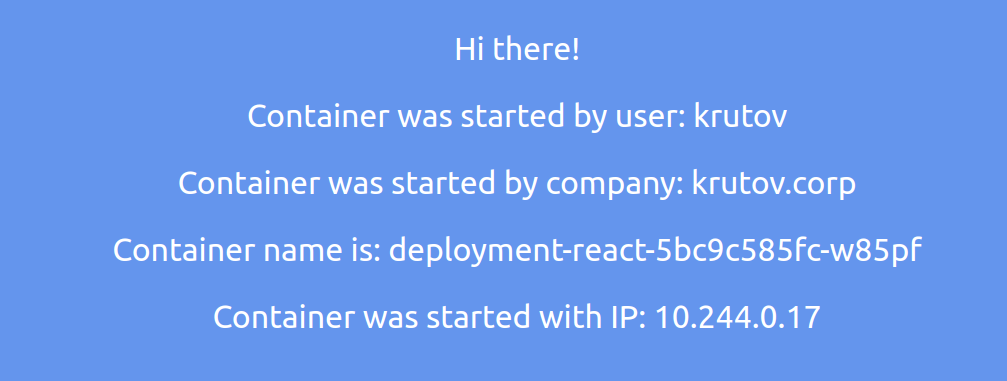 Hi there!
Container was started by user: krutov
Container was started by company: krutov.corp
Container name is: deployment-react-5bc9c585fc-w85pf
Container was started with IP: 10.244.0.17